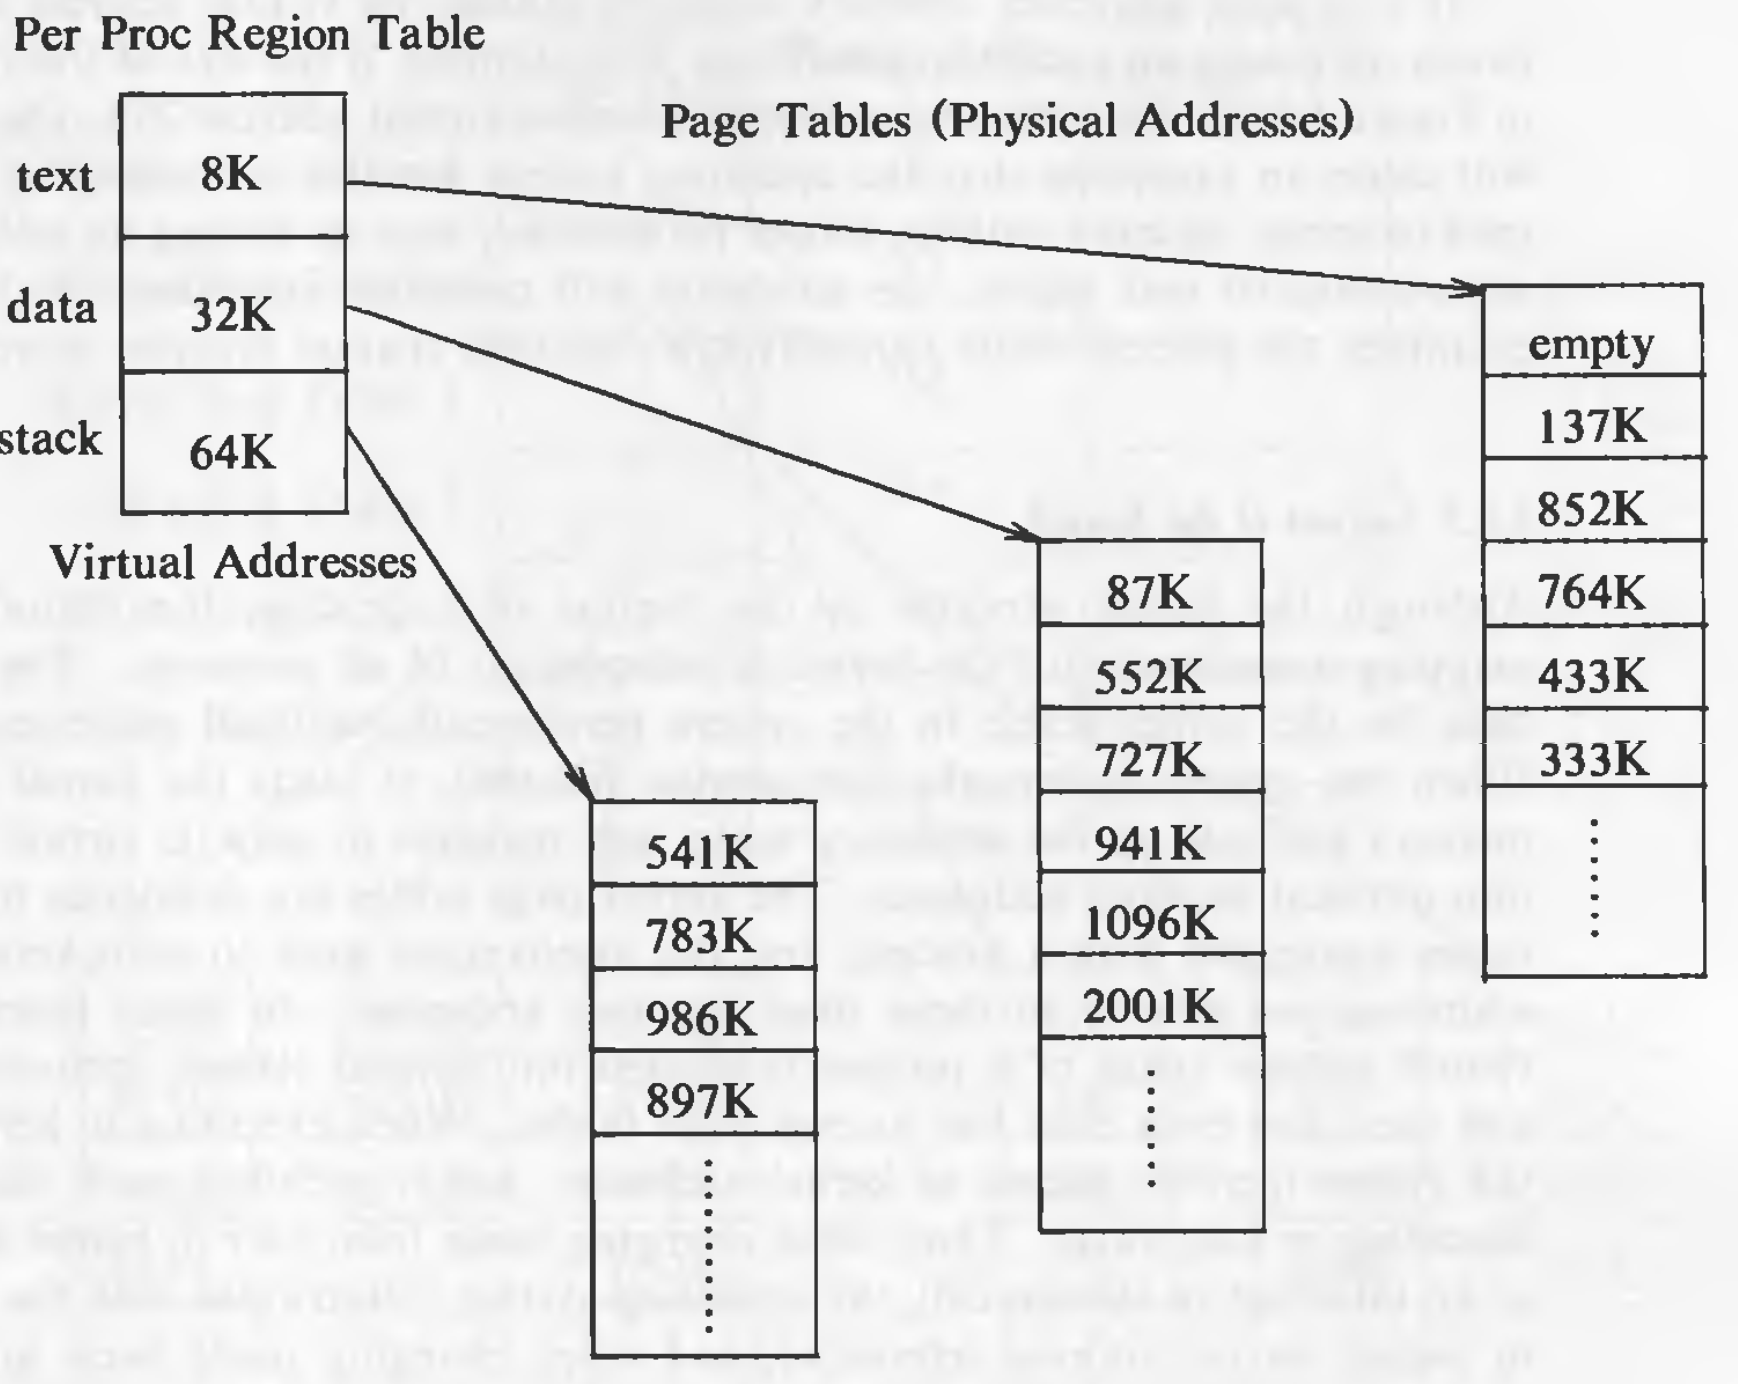 Per Proc Region Table
Page Tables (Physical Addresses)
text
8K
data
32K
stack
64K
Virtual Addresses
empty
137K
852K
764K
433K
333K
87K
552K
727K
941K
1096K
2001K
541K
783K
986K
897K